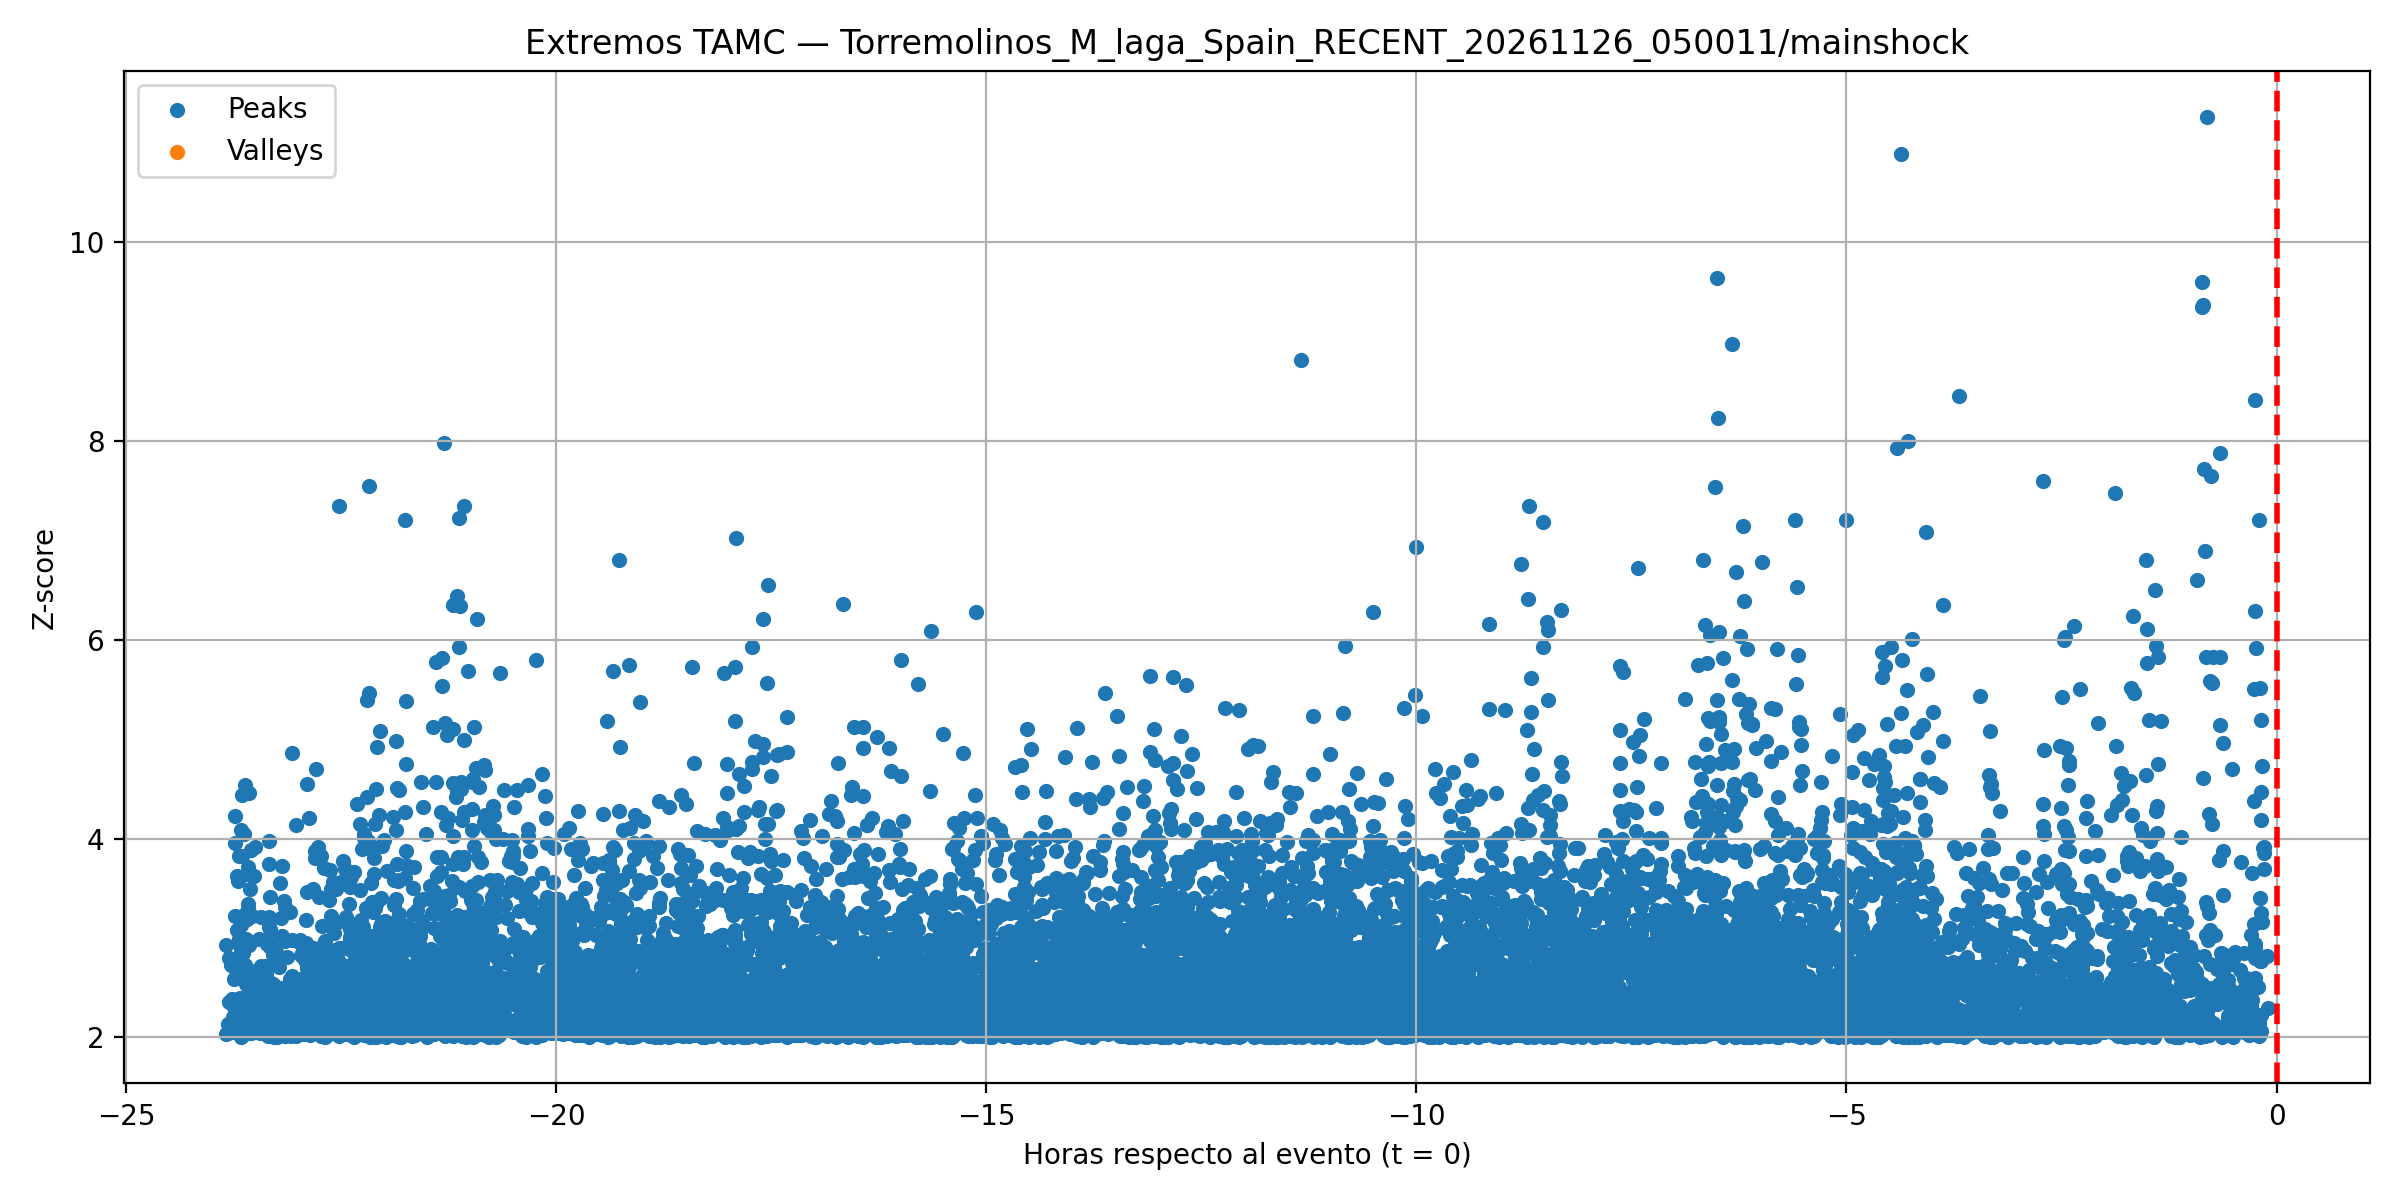 Extremos TAMC — Torremolinos_M_laga_Spain_RECENT_20261126_050011/mainshock
Peaks
Valleys
Z-score
10
8
6
4
2
−25 −20 −15 −10 −5 0
Horas respecto al evento (t = 0)